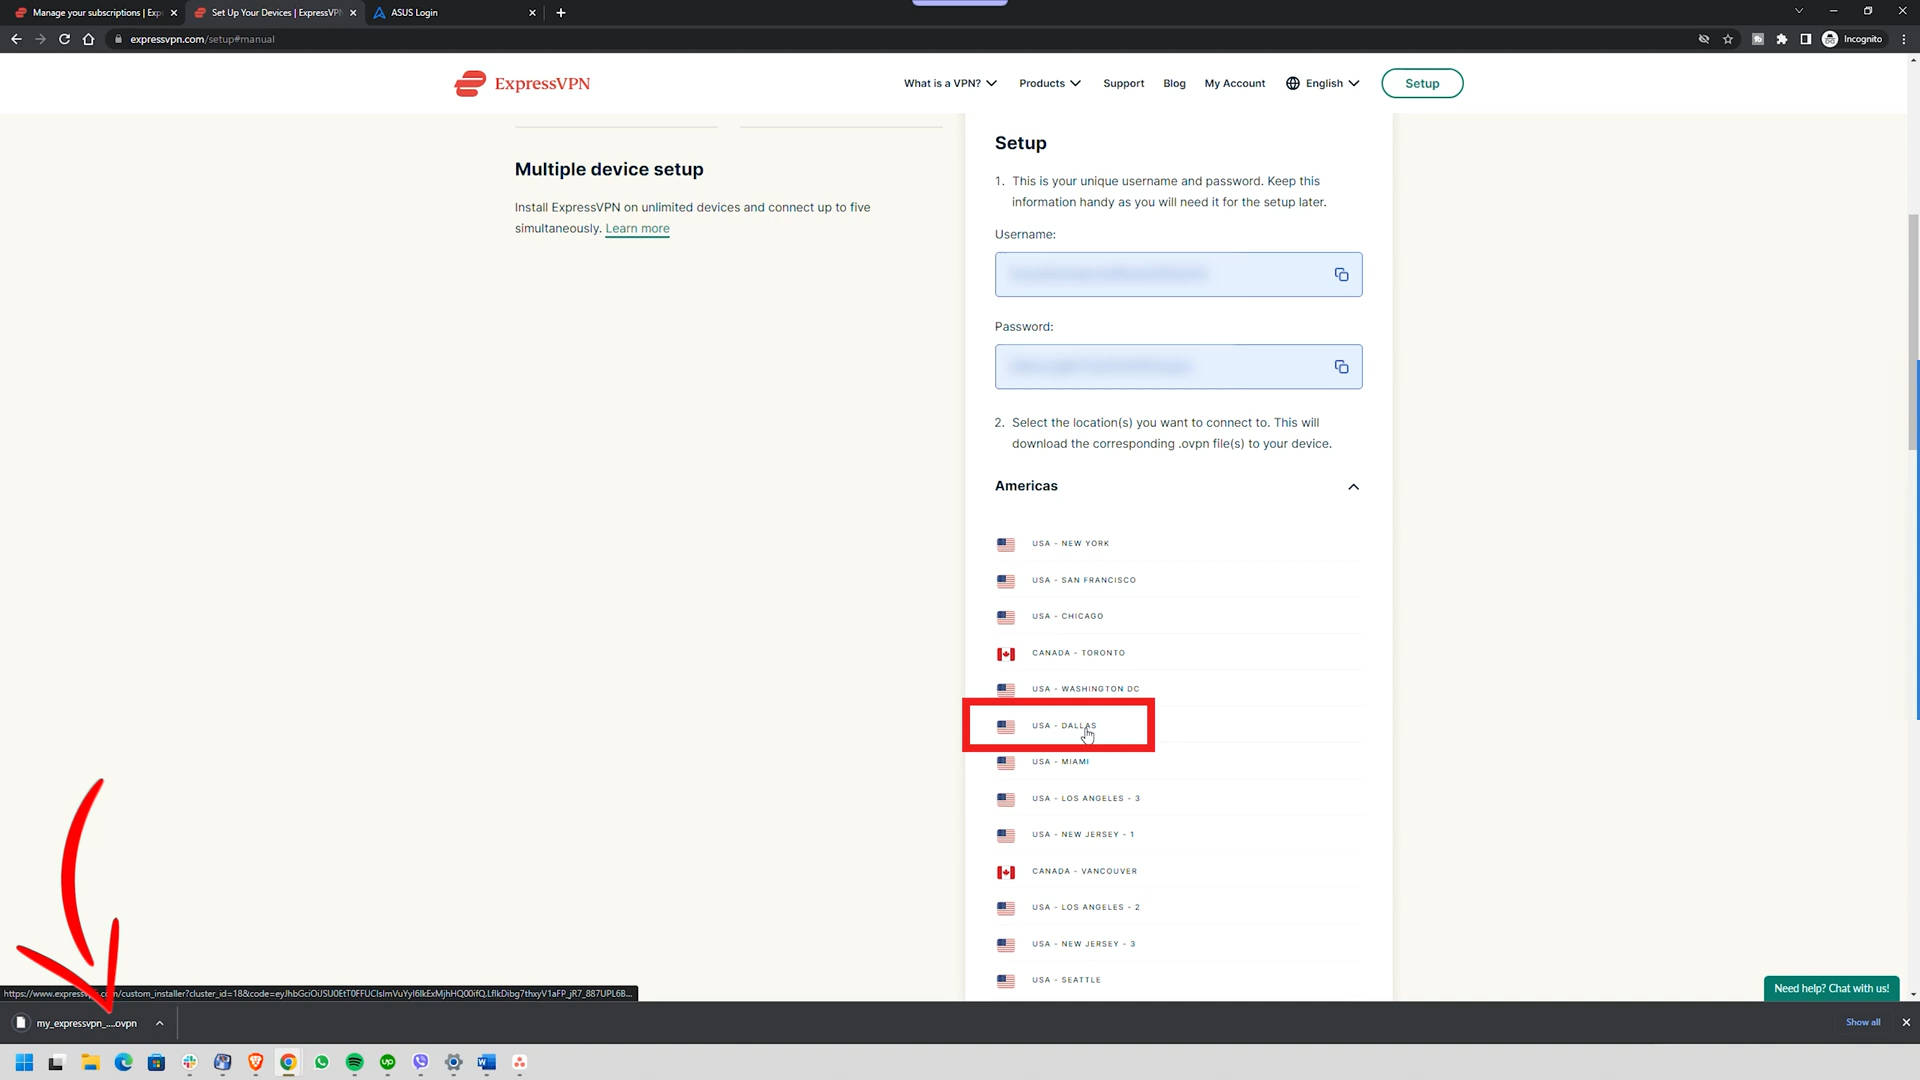 Manage your subscriptions | Exp
Set Up Your Devices | ExpressVPN
ASUS Login
expressvpn.com/setup#manual
Incognito
ExpressVPN
What is a VPN?
Products
Support
Blog
My Account
English
Setup
Multiple device setup
Install ExpressVPN on unlimited devices and connect up to five
simultaneously. Learn more
Setup
1. This is your unique username and password. Keep this
information handy as you will need it for the setup later.
Username:
Password:
2. Select the location(s) you want to connect to. This will
download the corresponding .ovpn file(s) to your device.
Americas
USA - NEW YORK
USA - SAN FRANCISCO
USA - CHICAGO
CANADA - TORONTO
USA - WASHINGTON DC
USA - DALLAS
USA - MIAMI
USA - LOS ANGELES - 3
USA - NEW JERSEY - 1
CANADA - VANCOUVER
USA - LOS ANGELES - 2
USA - NEW JERSEY - 3
USA - SEATTLE
Need help? Chat with us!
my_expressvpn_....ovpn
Show all